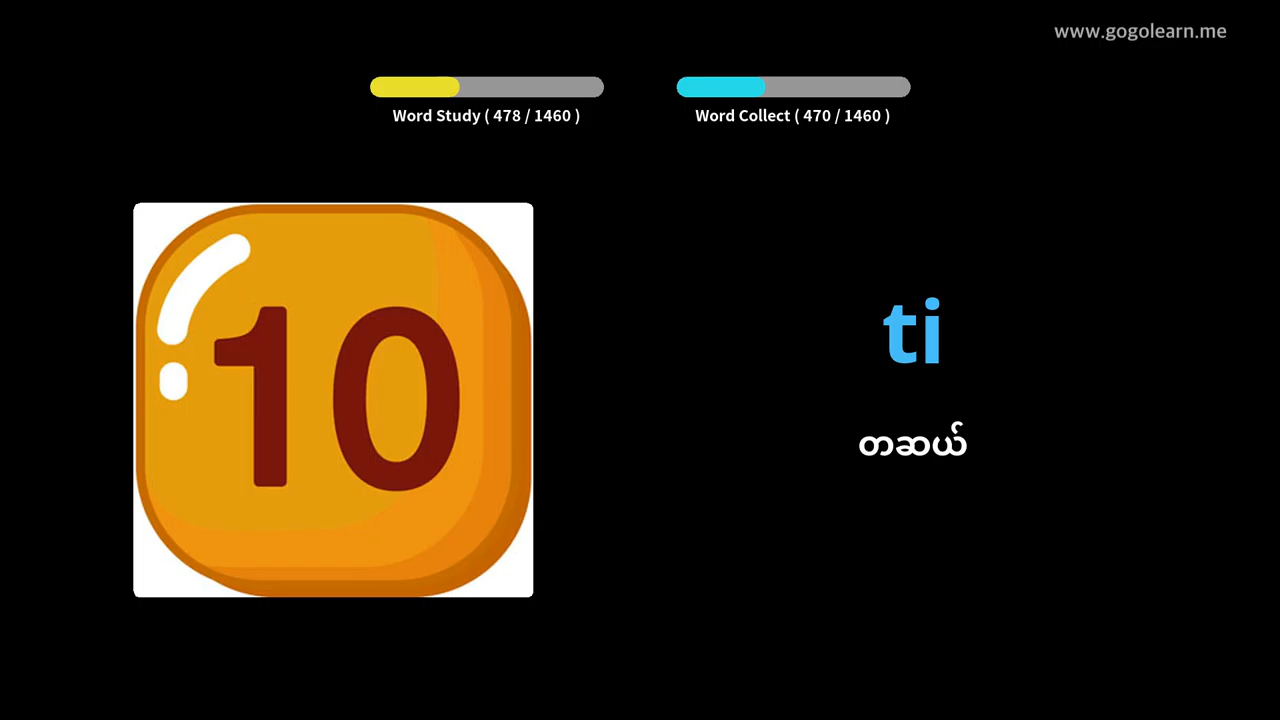 www.gogolearn.me
Word Study ( 478 / 1460 )
Word Collect ( 470 / 1460 )
10
ti
တဆယ်